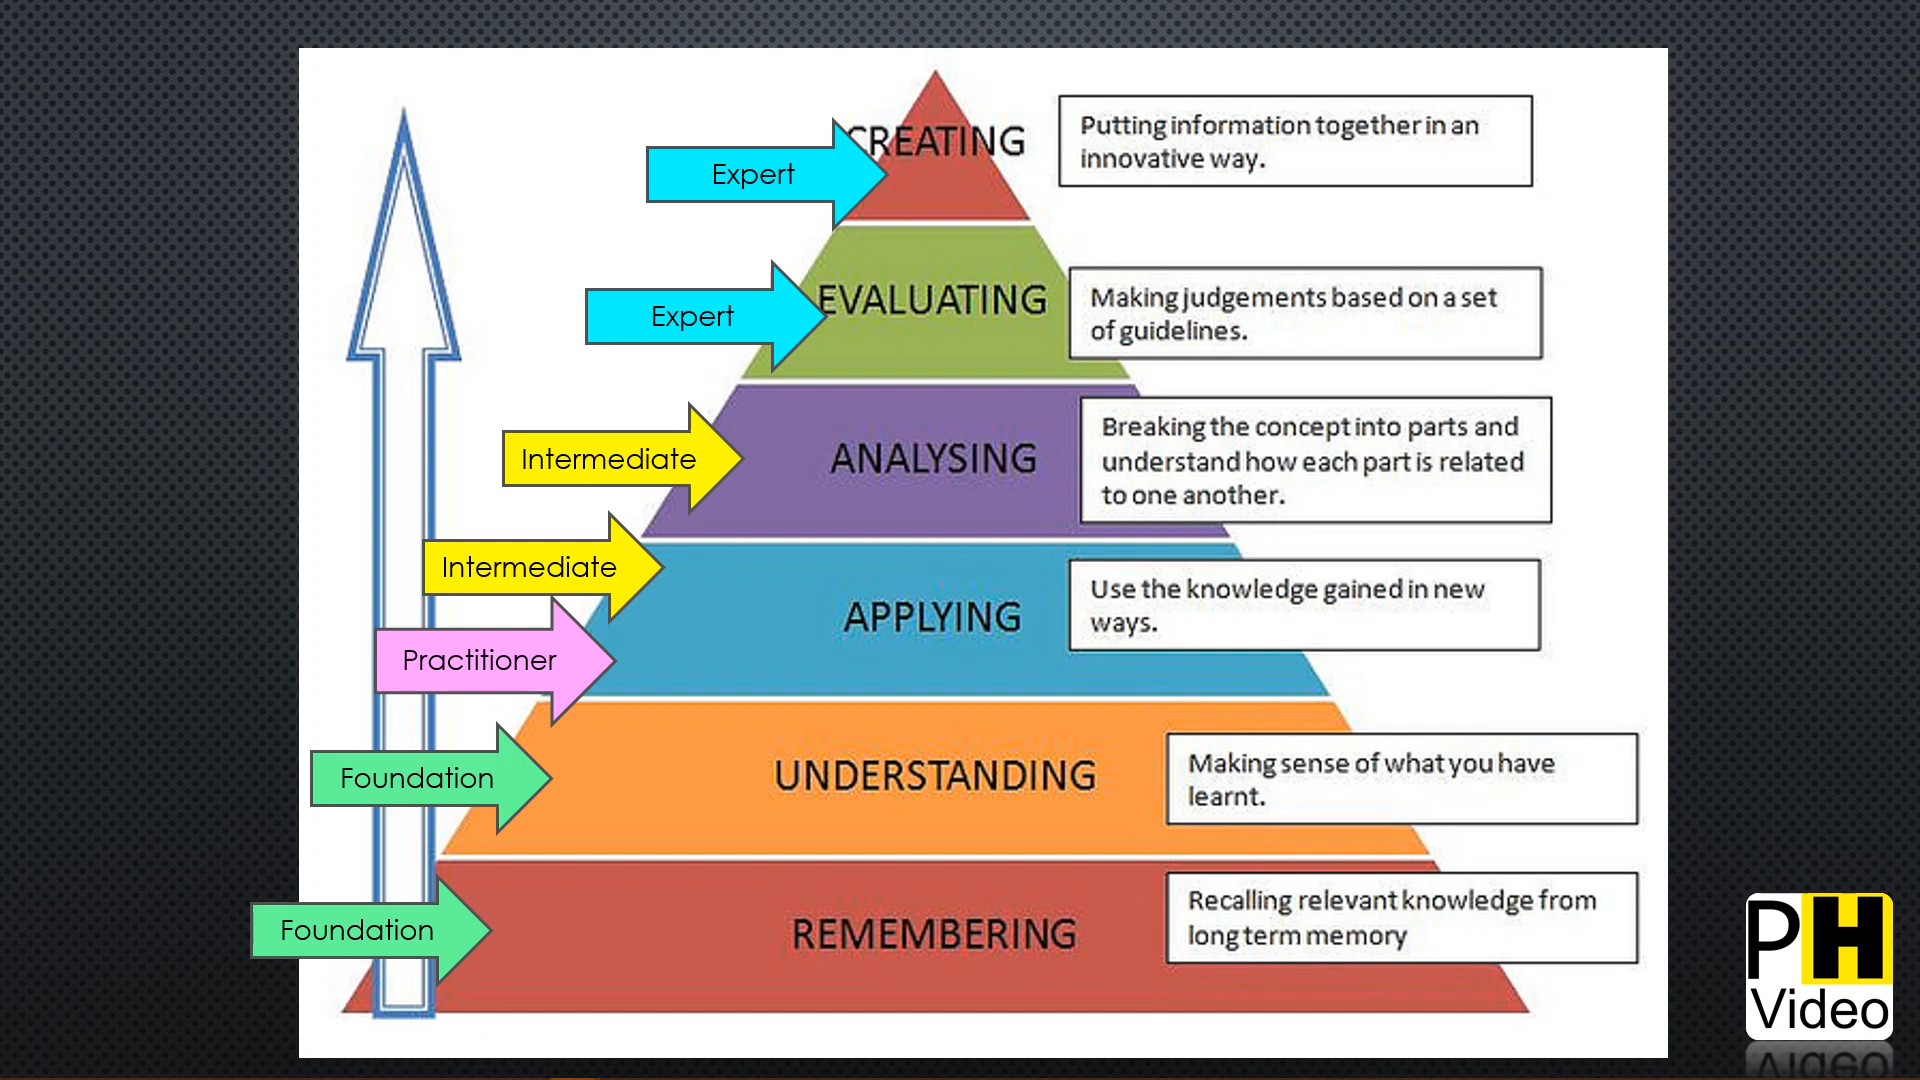 CREATING
Putting information together in an
innovative way.
Expert
EVALUATING
Making judgements based on a set
of guidelines.
Expert
ANALYSING
Breaking the concept into parts and
understand how each part is related
to one another.
Intermediate
Intermediate
APPLYING
Use the knowledge gained in new
ways.
Practitioner
Foundation
UNDERSTANDING
Making sense of what you have
learnt.
Foundation
REMEMBERING
Recalling relevant knowledge from
long term memory
PH
Video